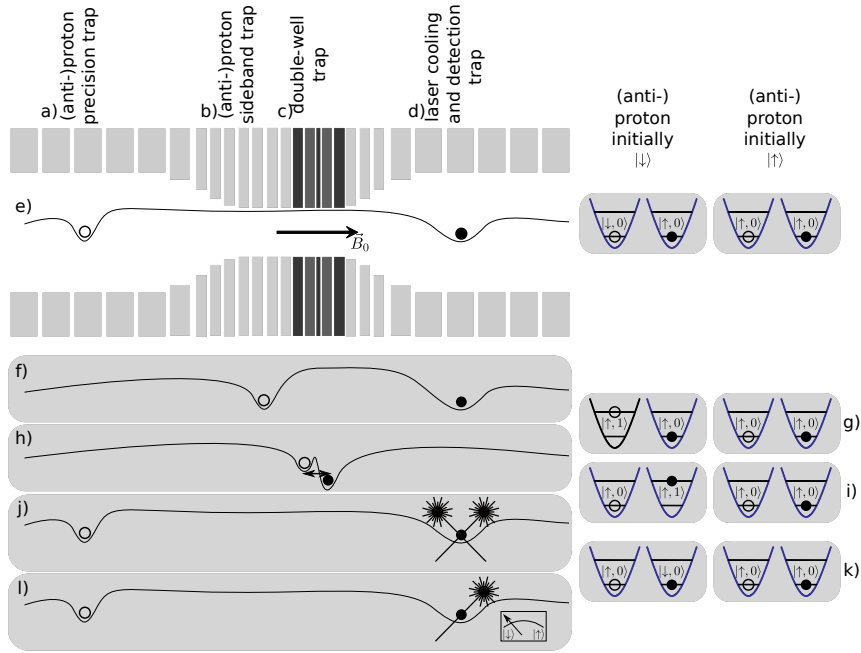 a)
(anti-)proton
precision trap
b)
(anti-)proton
sideband trap
c)
double-well
trap
d)
laser cooling
and detection
trap
(anti-)
proton
initially
|↓⟩
(anti-)
proton
initially
|↑⟩
e)
B⃗₀
|↓, 0⟩ |↑, 0⟩ |↑, 0⟩ |↑, 0⟩
f)
|↑, 1⟩ |↑, 0⟩ |↑, 0⟩ |↑, 0⟩ g)
h)
|↑, 0⟩ |↑, 1⟩ |↑, 0⟩ |↑, 0⟩ i)
j)
|↑, 0⟩ |↓, 0⟩ |↑, 0⟩ |↑, 0⟩ k)
l)
|↓⟩ |↑⟩